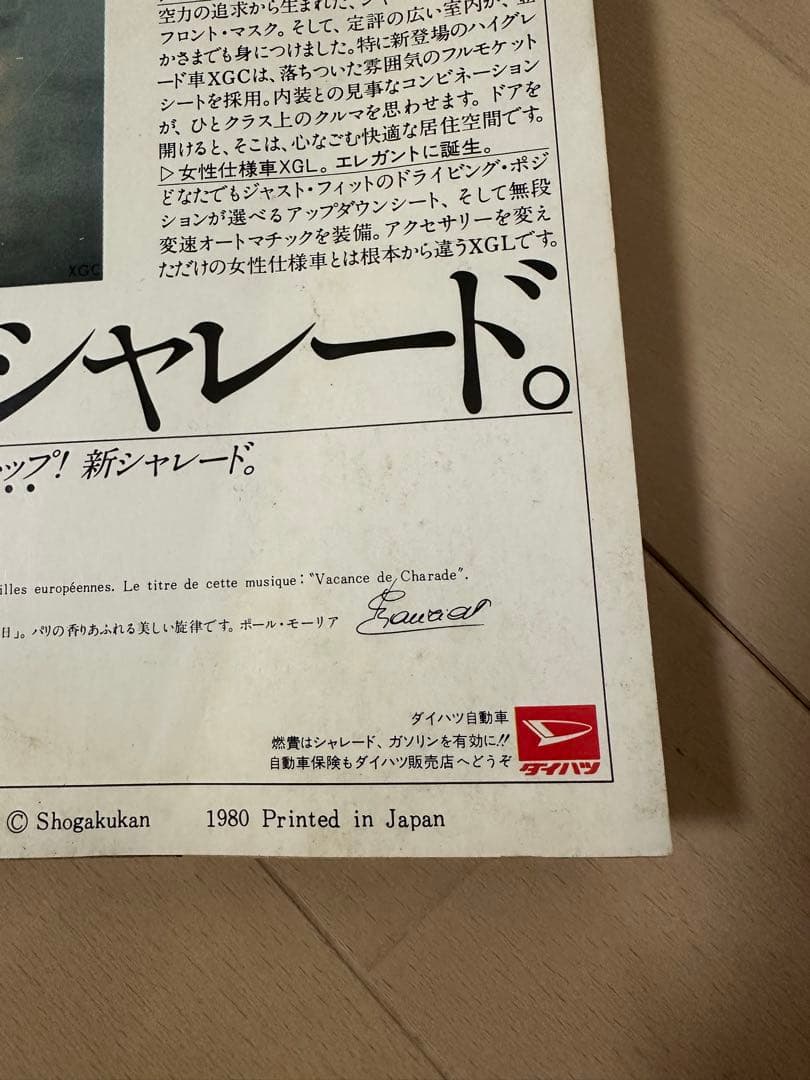 空力の追求から生まれた、シャ
フロント・マスク。そして、定評の広い室内が、
かさまでも身につけました。特に新登場のハイグレ
ード車XGCは、落ちついた雰囲気のフルモケット
シートを採用。内装との見事なコンビネーション
が、ひとクラス上のクルマを思わせます。ドアを
開けると、そこは、心なごむ快適な居住空間です。
▷女性仕様車XGL。エレガントに誕生。
どなたでもジャスト・フィットのドライビング・ポジ
ションが選べるアップダウンシート、そして無段
変速オートマチックを装備。アクセサリーを変え
ただけの女性仕様車とは根本から違うXGLです。
XGC
シャレード。
ップ! 新シャレード。
illes européennes. Le titre de cette musique: "Vacance de Charade".
日」。パリの香りあふれる美しい旋律です。ポール・モーリア
ダイハツ自動車
燃費はシャレード、ガソリンを有効に!!
自動車保険もダイハツ販売店へどうぞ
ダイハツ
© Shogakukan 1980 Printed in Japan